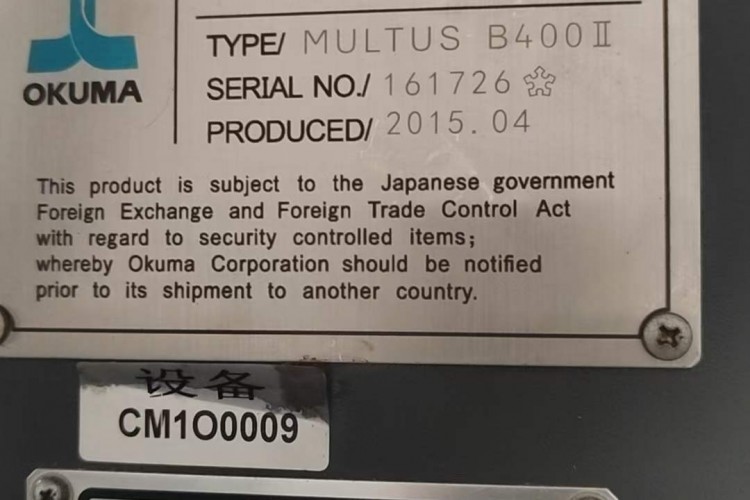 OKUMA
TYPE/ MULTUS B400Ⅱ
SERIAL NO./ 161726
PRODUCED/ 2015.04
This product is subject to the Japanese government
Foreign Exchange and Foreign Trade Control Act
with regard to security controlled items;
whereby Okuma Corporation should be notified
prior to its shipment to another country.
设备
CM1O0009